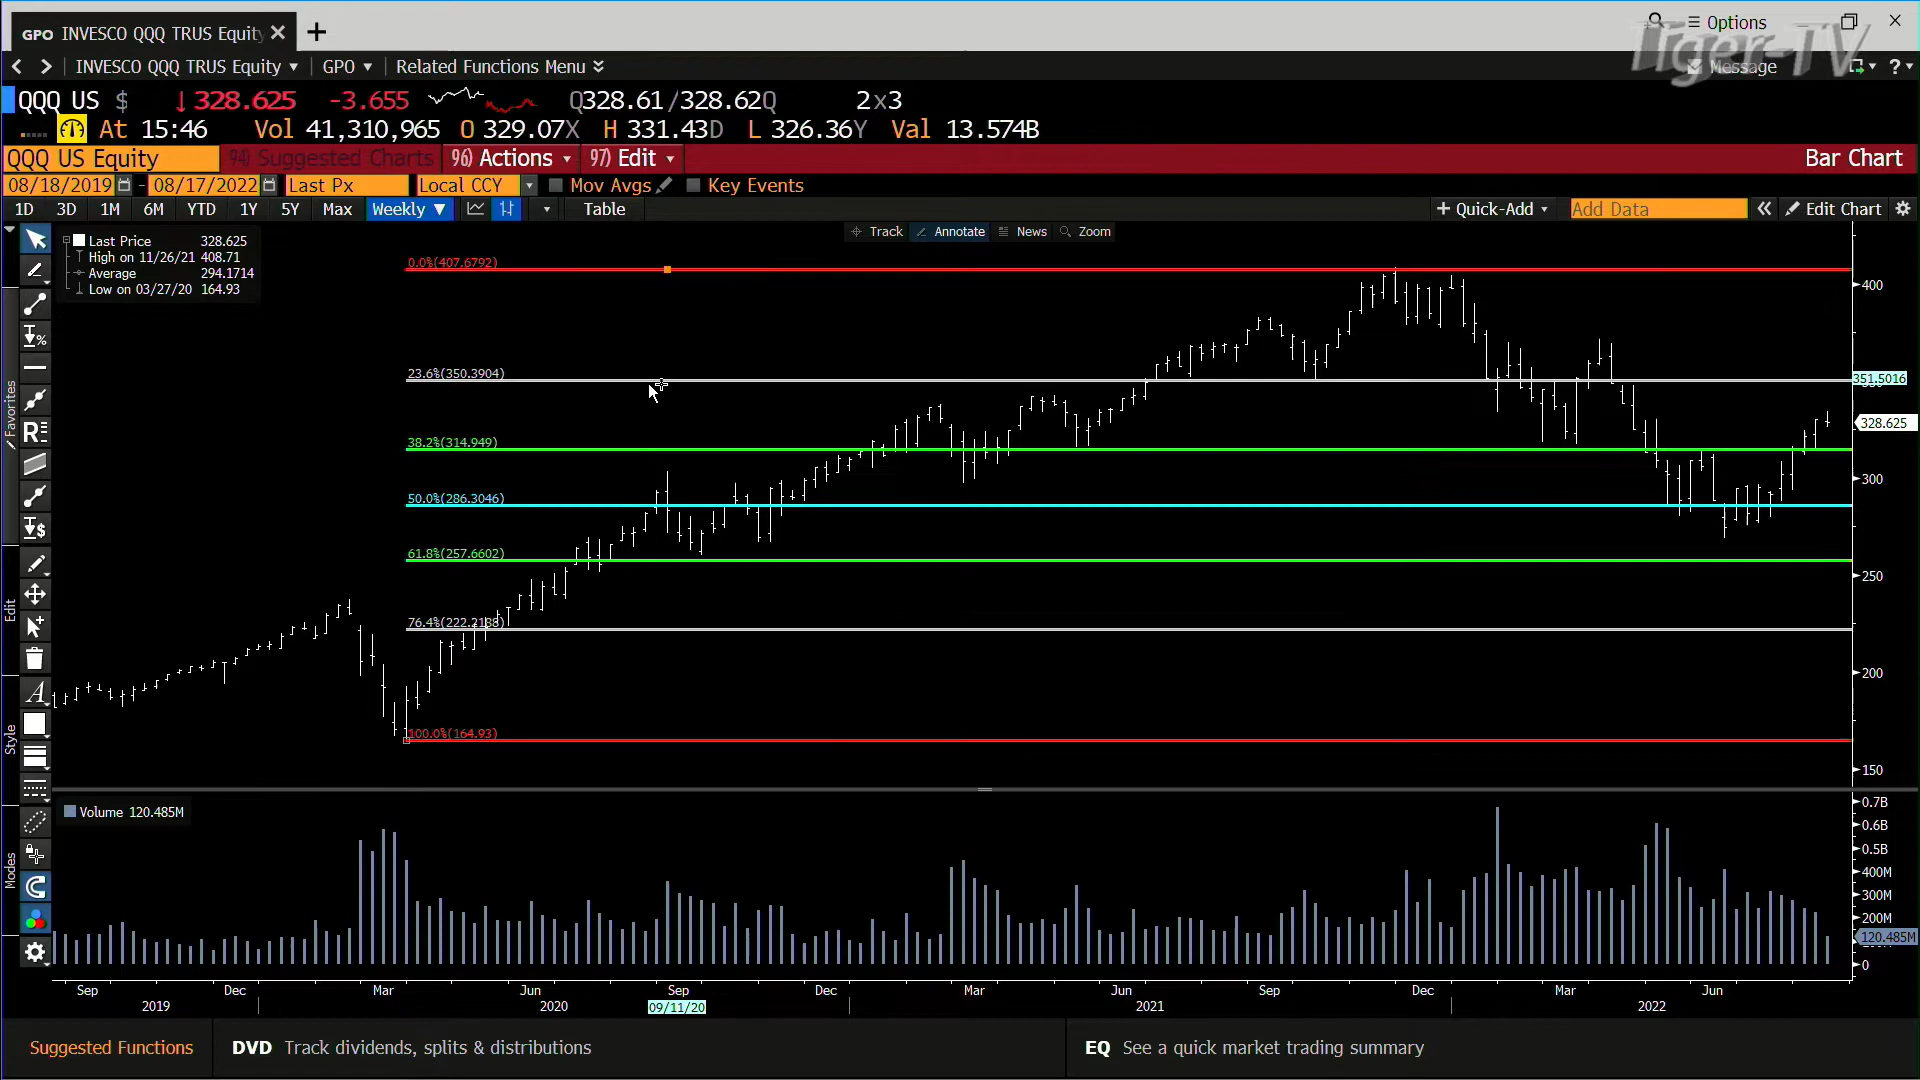 GPO INVESCO QQQ TRUS Equity
Options
Tiger-TV
INVESCO QQQ TRUS Equity GPO Related Functions Menu
Message ?
QQQ US $ 328.625 -3.655 Q328.61/328.62Q 2x3
At 15:46 Vol 41,310,965 O 329.07X H 331.43D L 326.36Y Val 13.574B
QQQ US Equity 94) Suggested Charts 96) Actions 97) Edit Bar Chart
08/18/2019 - 08/17/2022 Last Px Local CCY Mov Avgs Key Events
1D 3D 1M 6M YTD 1Y 5Y Max Weekly Table + Quick-Add Add Data Edit Chart
Track Annotate News Zoom
Last Price 328.625
High on 11/26/21 408.71
Average 294.1714
Low on 03/27/20 164.93
0.0%(407.6792)
400
23.6%(350.3904)
351.5016
328.625
38.2%(314.949)
300
50.0%(286.3046)
61.8%(257.6602)
250
76.4%(222.2188)
200
100.0%(164.93)
150
Favorites
Edit
Style
Modes
Volume 120.485M
0.7B
0.6B
0.5B
400M
300M
200M
120.485M
0
Sep Dec Mar Jun Sep Dec Mar Jun Sep Dec Mar Jun
2019 2020 09/11/20 2021 2022
Suggested Functions DVD Track dividends, splits & distributions EQ See a quick market trading summary